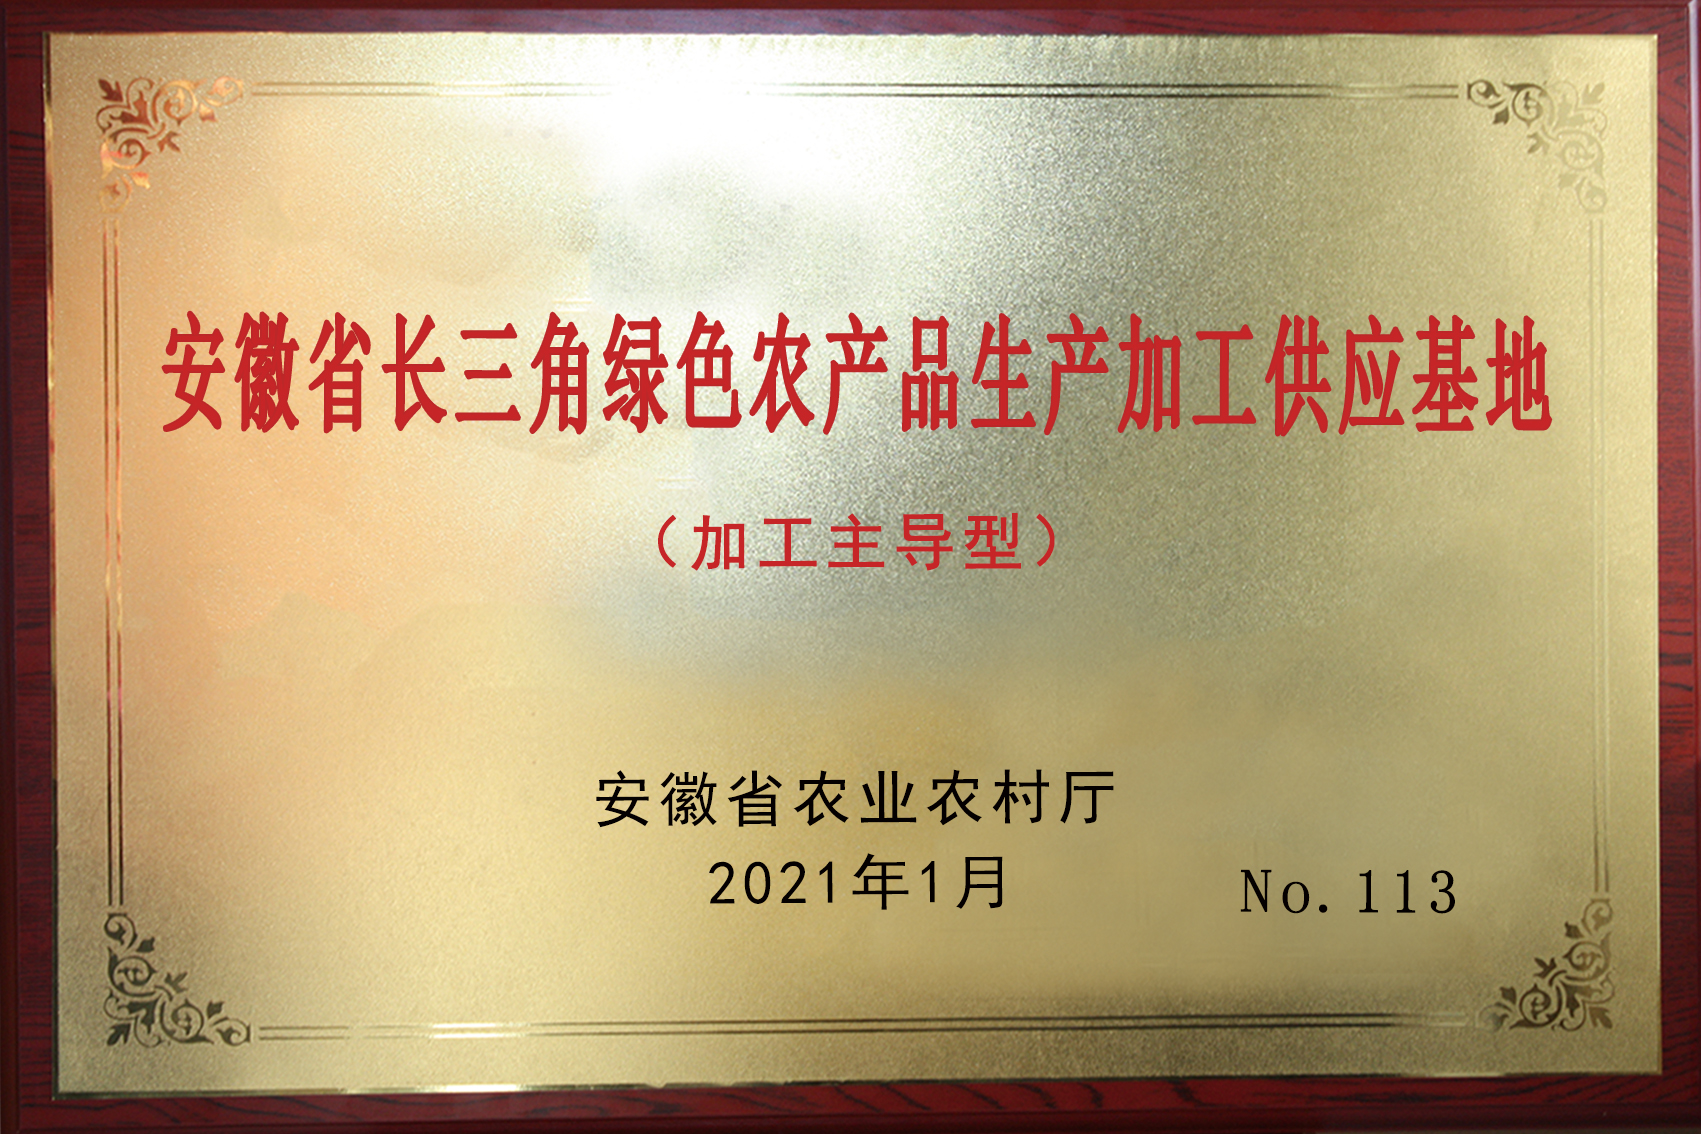 安徽省长三角绿色农产品生产加工供应基地
（加工主导型）
安徽省农业农村厅
2021年1月
No.113